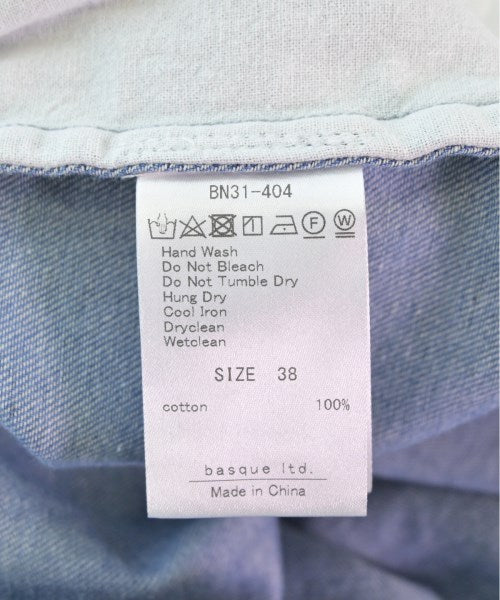 BN31-404
F W
Hand Wash
Do Not Bleach
Do Not Tumble Dry
Hung Dry
Cool Iron
Dryclean
Wetclean
SIZE 38
cotton 100%
basque ltd.
Made in China